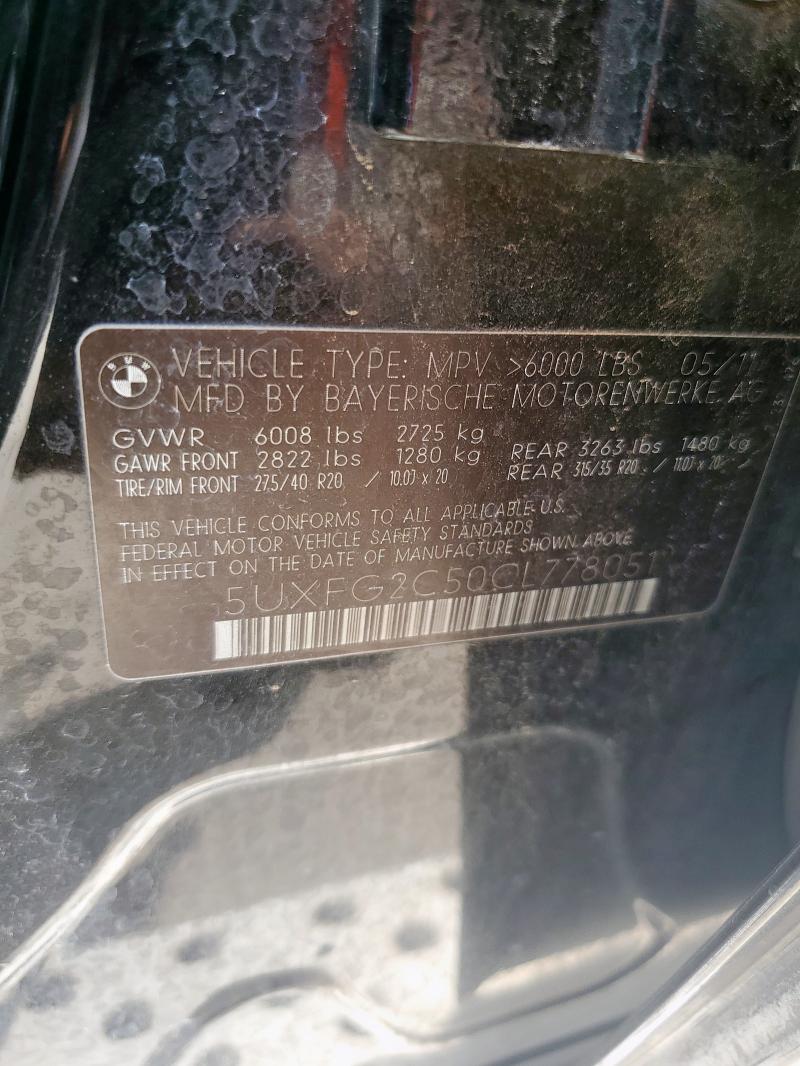 BMW
VEHICLE TYPE: MPV >6000 LBS 05/11
MFD BY BAYERISCHE MOTORENWERKE AG
GVWR 6008 lbs 2725 kg
GAWR FRONT 2822 lbs 1280 kg REAR 3263 lbs 1480 kg
TIRE/RIM FRONT 275/40 R20 / 10.0J x 20 REAR 315/35 R20 / 11.0J x 20
THIS VEHICLE CONFORMS TO ALL APPLICABLE U.S.
FEDERAL MOTOR VEHICLE SAFETY STANDARDS
IN EFFECT ON THE DATE OF MANUFACTURE SHOWN ABOVE
5UXFG2C50CL778051